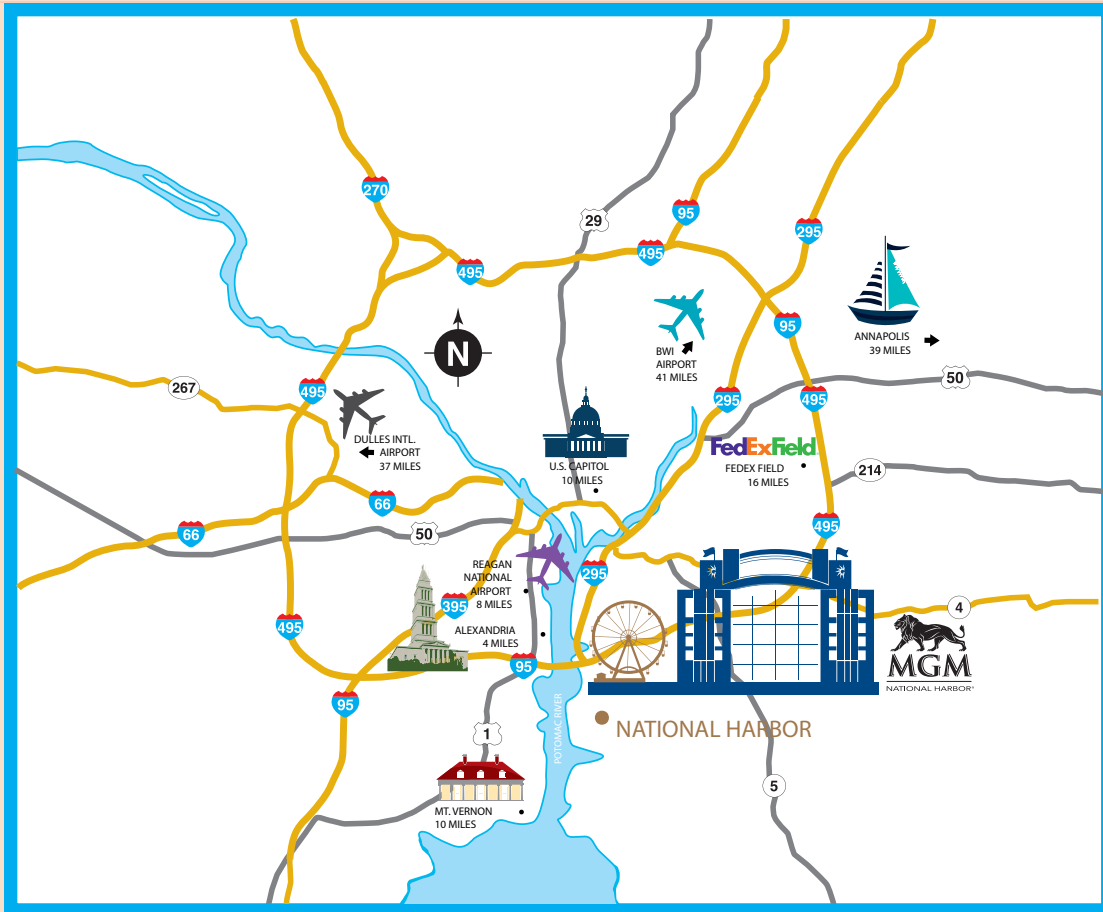 270
29
95
295
495
495
95
N
ANNAPOLIS
39 MILES
BWI
AIRPORT
41 MILES
267
495
50
295
495
DULLES INTL.
AIRPORT
37 MILES
FedExField
FEDEX FIELD
16 MILES
U.S. CAPITOL
10 MILES
214
66
66
50
495
REAGAN
NATIONAL
AIRPORT
8 MILES
295
395
4
495
ALEXANDRIA
4 MILES
95
MGM
NATIONAL HARBOR
95
POTOMAC RIVER
NATIONAL HARBOR
1
5
MT. VERNON
10 MILES